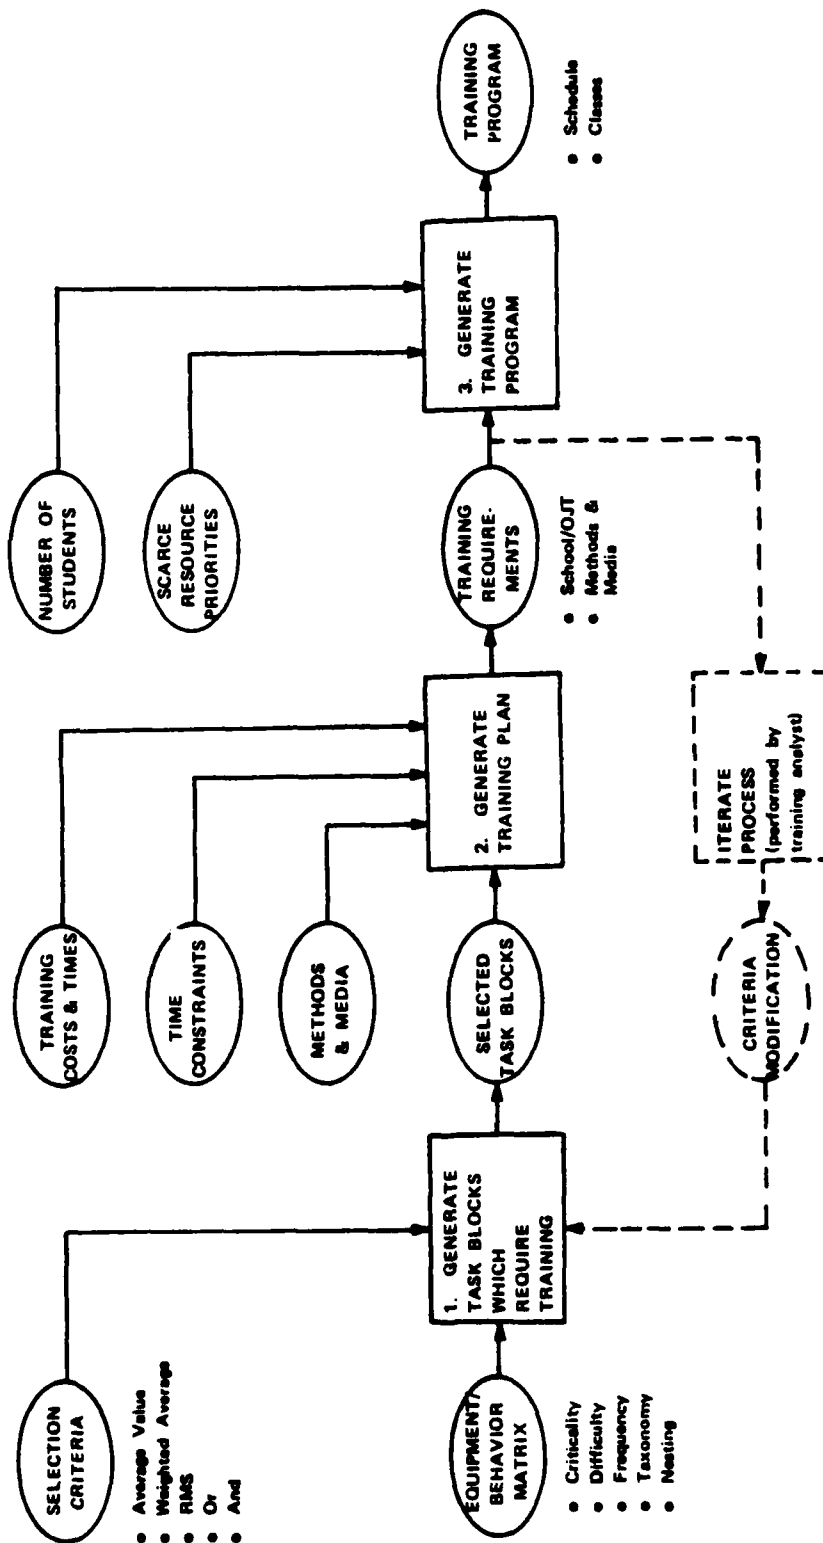 SELECTION
CRITERIA
• Average Value
• Weighted Average
• RMS
• Or
• And
EQUIPMENT/
BEHAVIOR
MATRIX
• Criticality
• Difficulty
• Frequency
• Taxonomy
• Nesting
1. GENERATE
TASK BLOCKS
WHICH
REQUIRE
TRAINING
TRAINING
COSTS & TIMES
TIME
CONSTRAINTS
METHODS
& MEDIA
SELECTED
TASK BLOCKS
2. GENERATE
TRAINING PLAN
NUMBER OF
STUDENTS
SCARCE
RESOURCE
PRIORITIES
TRAINING
REQUIRE-
MENTS
• School/OJT
• Methods &
Media
3. GENERATE
TRAINING
PROGRAM
TRAINING
PROGRAM
• Schedule
• Classes
ITERATE
PROCESS
(performed by
training analyst)
CRITERIA
MODIFICATION